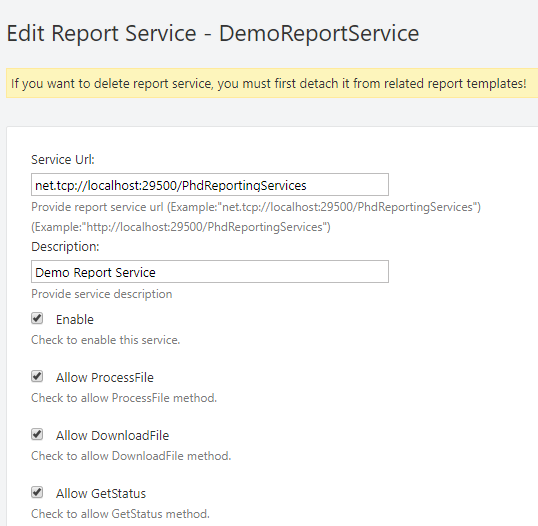 Edit Report Service - DemoReportService
If you want to delete report service, you must first detach it from related report templates!
Service Url:
net.tcp://localhost:29500/PhdReportingServices
Provide report service url (Example:"net.tcp://localhost:29500/PhdReportingServices")
(Example:"http://localhost:29500/PhdReportingServices")
Description:
Demo Report Service
Provide service description
Enable
Check to enable this service.
Allow ProcessFile
Check to allow ProcessFile method.
Allow DownloadFile
Check to allow DownloadFile method.
Allow GetStatus
Check to allow GetStatus method.